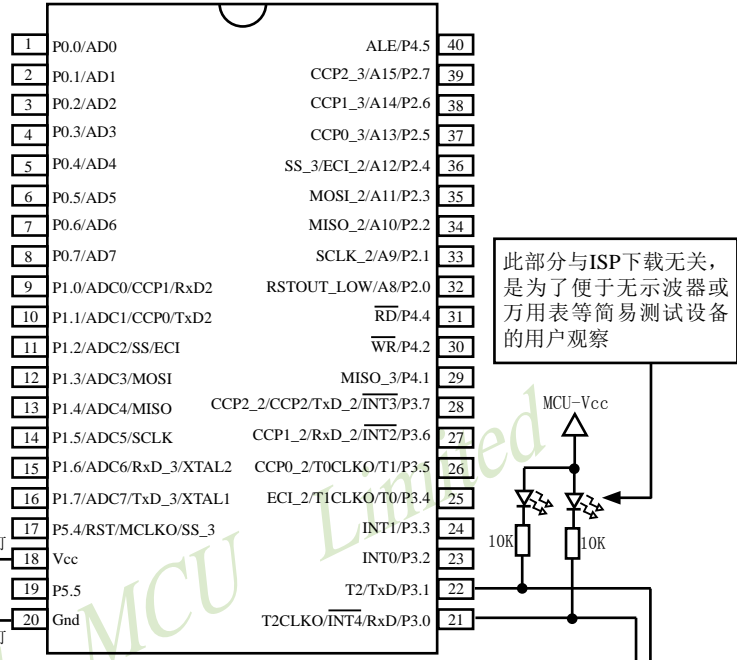 1 P0.0/AD0 ALE/P4.5 40
2 P0.1/AD1 CCP2_3/A15/P2.7 39
3 P0.2/AD2 CCP1_3/A14/P2.6 38
4 P0.3/AD3 CCP0_3/A13/P2.5 37
5 P0.4/AD4 SS_3/ECI_2/A12/P2.4 36
6 P0.5/AD5 MOSI_2/A11/P2.3 35
7 P0.6/AD6 MISO_2/A10/P2.2 34
8 P0.7/AD7 SCLK_2/A9/P2.1 33
9 P1.0/ADC0/CCP1/RxD2 RSTOUT_LOW/A8/P2.0 32
10 P1.1/ADC1/CCP0/TxD2 RD/P4.4 31
11 P1.2/ADC2/SS/ECI WR/P4.2 30
12 P1.3/ADC3/MOSI MISO_3/P4.1 29
13 P1.4/ADC4/MISO CCP2_2/CCP2/TxD_2/INT3/P3.7 28
14 P1.5/ADC5/SCLK CCP1_2/RxD_2/INT2/P3.6 27
15 P1.6/ADC6/RxD_3/XTAL2 CCP0_2/T0CLKO/T1/P3.5 26
16 P1.7/ADC7/TxD_3/XTAL1 ECI_2/T1CLKO/T0/P3.4 25
17 P5.4/RST/MCLKO/SS_3 INT1/P3.3 24
18 Vcc INT0/P3.2 23
19 P5.5 T2/TxD/P3.1 22
20 Gnd T2CLKO/INT4/RxD/P3.0 21
此部分与ISP下载无关，
是为了便于无示波器或
万用表等简易测试设备
的用户观察
MCU-Vcc
10K
10K
MCU Limited